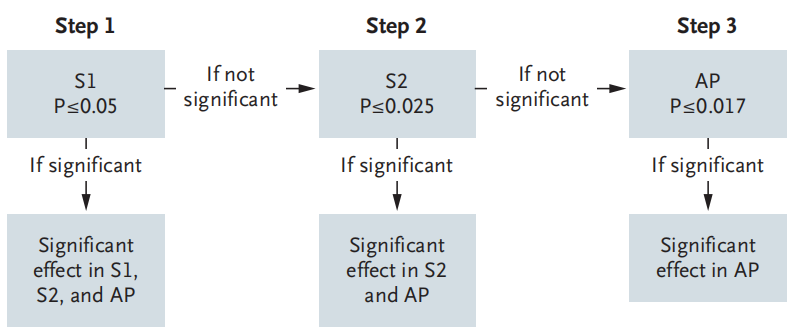 Step 1
Step 2
Step 3
S1
P≤0.05
If not
significant
S2
P≤0.025
If not
significant
AP
P≤0.017
If significant
If significant
If significant
Significant
effect in S1,
S2, and AP
Significant
effect in S2
and AP
Significant
effect in AP